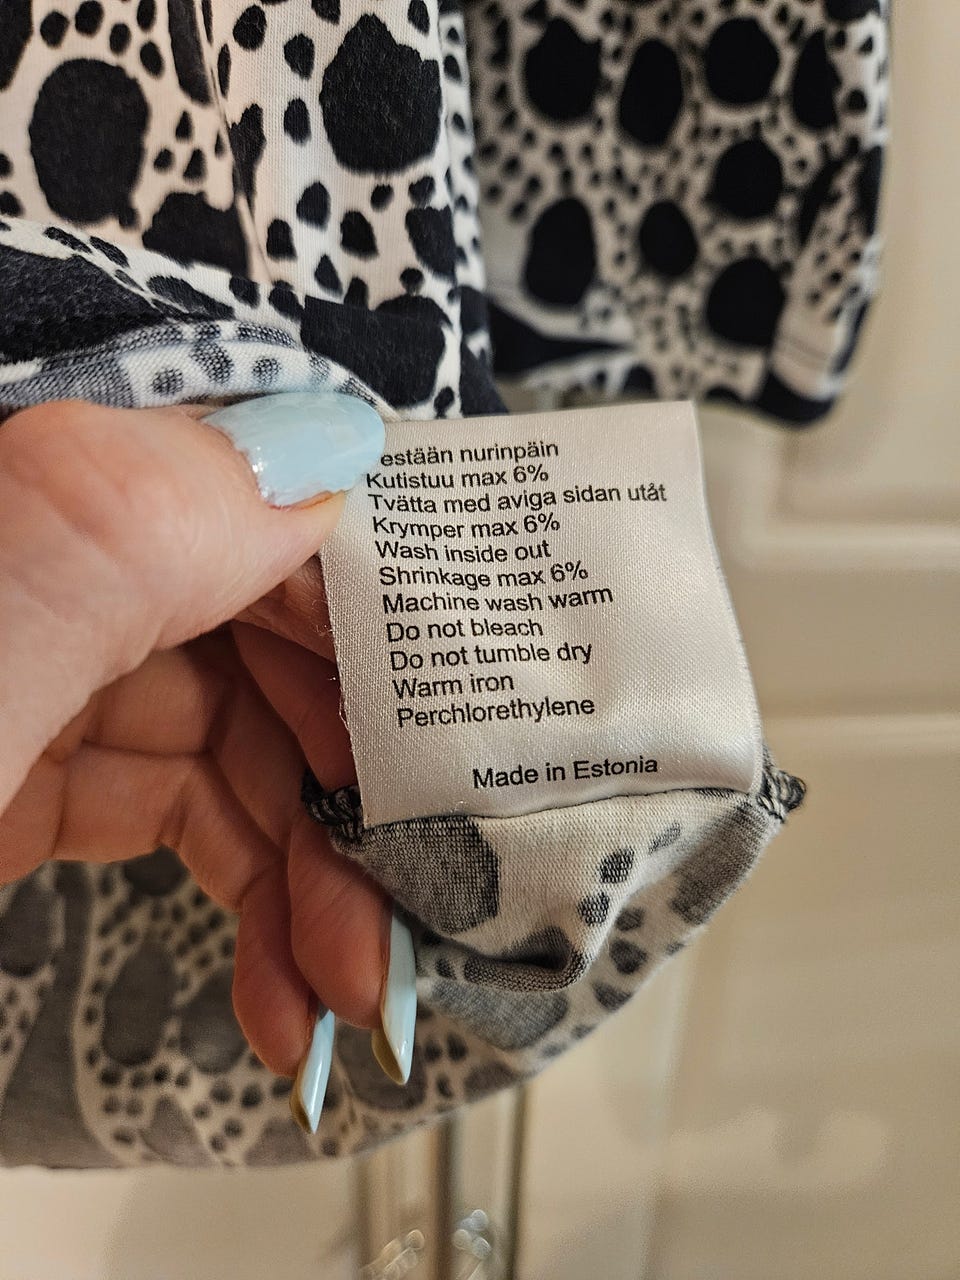 estään nurinpäin
Kutistuu max 6%
Tvätta med aviga sidan utåt
Krymper max 6%
Wash inside out
Shrinkage max 6%
Machine wash warm
Do not bleach
Do not tumble dry
Warm iron
Perchlorethylene
Made in Estonia